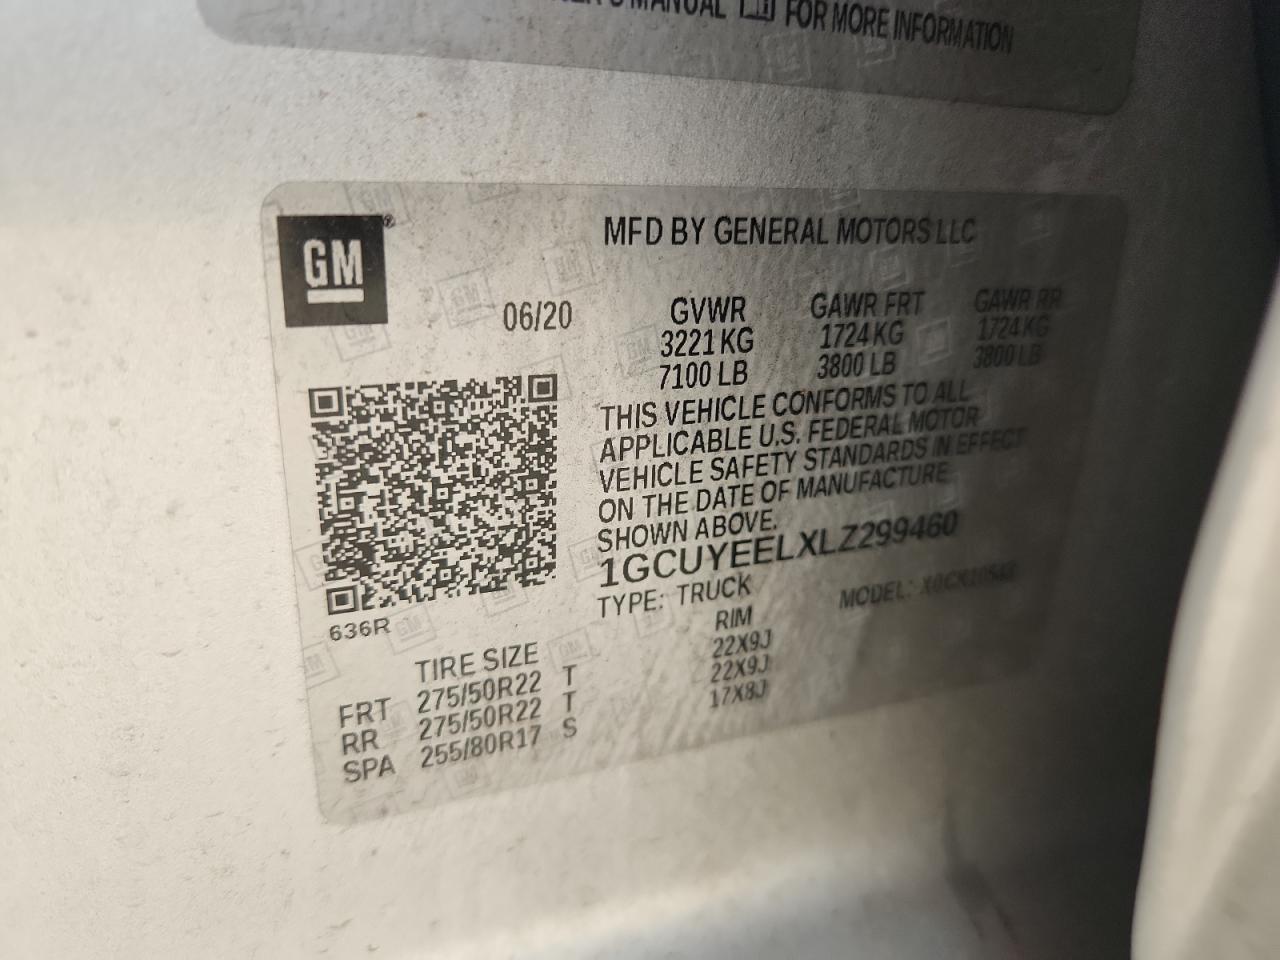 MANUAL FOR MORE INFORMATION
GM
MFD BY GENERAL MOTORS LLC
06/20
GVWR GAWR FRT GAWR RR
3221 KG 1724 KG 1724 KG
7100 LB 3800 LB 3800 LB
THIS VEHICLE CONFORMS TO ALL
APPLICABLE U.S. FEDERAL MOTOR
VEHICLE SAFETY STANDARDS IN EFFECT
ON THE DATE OF MANUFACTURE
SHOWN ABOVE.
1GCUYEELXLZ299460
TYPE: TRUCK MODEL:
636R
TIRE SIZE RIM
FRT 275/50R22 T 22X9J
RR 275/50R22 T 22X9J
SPA 255/80R17 S 17X8J